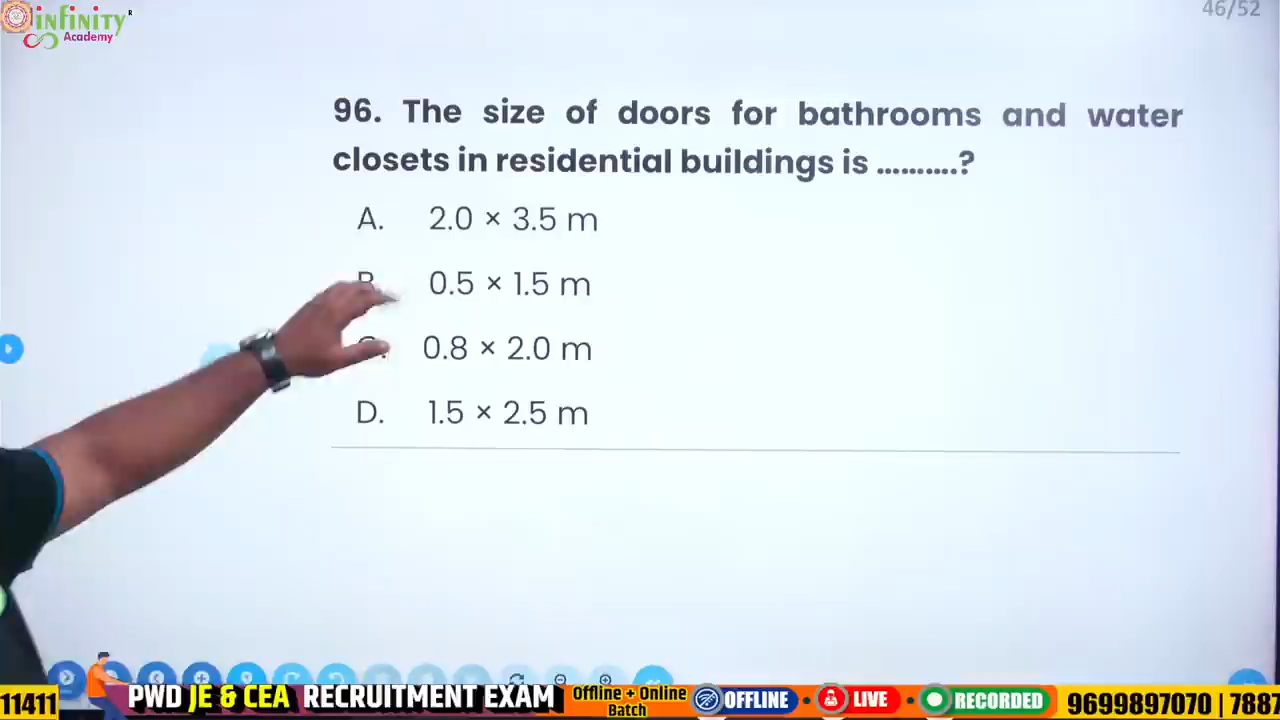 infinity
Academy
46/52
96. The size of doors for bathrooms and water
closets in residential buildings is ..........?
A. 2.0 × 3.5 m
B. 0.5 × 1.5 m
0.8 × 2.0 m
D. 1.5 × 2.5 m
11411
PWD JE & CEA RECRUITMENT EXAM
Offline + Online
Batch
OFFLINE • LIVE • RECORDED
9699897070 | 7887